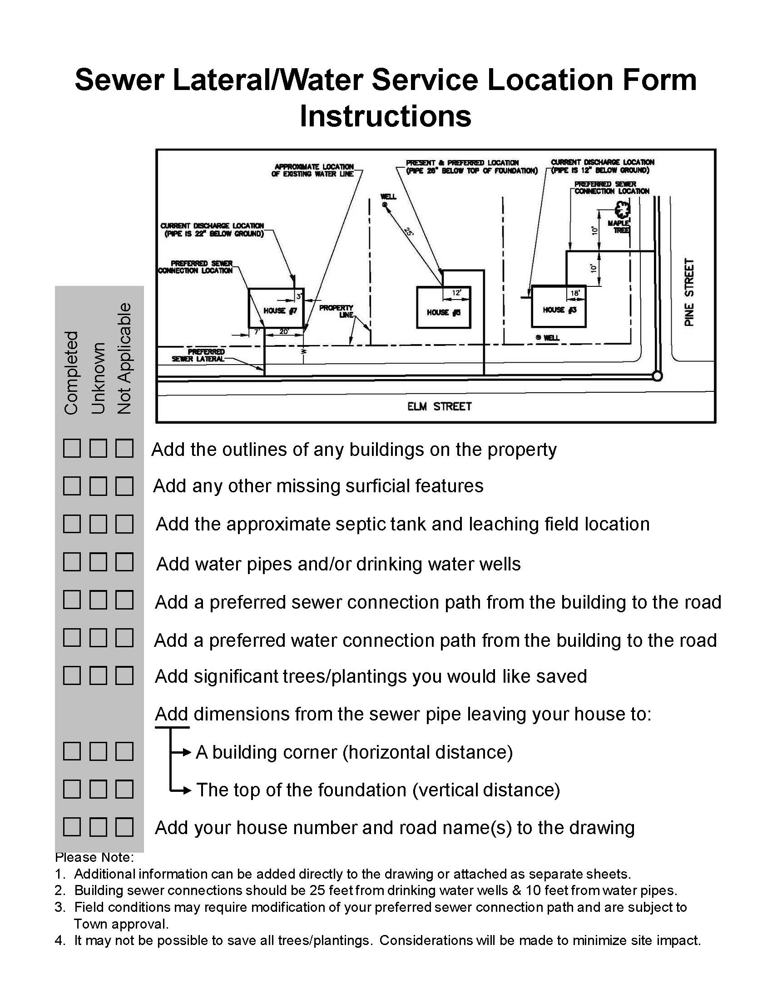 Sewer Lateral/Water Service Location Form
Instructions
APPROXIMATE LOCATION
OF EXISTING WATER LINE
PRESENT & PREFERRED LOCATION
(PIPE 26" BELOW TOP OF FOUNDATION)
CURRENT DISCHARGE LOCATION
(PIPE IS 12" BELOW GROUND)
PREFERRED SEWER
CONNECTION LOCATION
WELL
25'
MAPLE
TREE
10'
10'
CURRENT DISCHARGE LOCATION
(PIPE IS 22" BELOW GROUND)
PREFERRED SEWER
CONNECTION LOCATION
3'
HOUSE #7
7'
20'
PROPERTY
LINE
12'
HOUSE #5
18'
HOUSE #3
WELL
PINE STREET
PREFERRED
SEWER LATERAL
W
ELM STREET
Completed
Unknown
Not Applicable
Add the outlines of any buildings on the property
Add any other missing surficial features
Add the approximate septic tank and leaching field location
Add water pipes and/or drinking water wells
Add a preferred sewer connection path from the building to the road
Add a preferred water connection path from the building to the road
Add significant trees/plantings you would like saved
Add dimensions from the sewer pipe leaving your house to:
A building corner (horizontal distance)
The top of the foundation (vertical distance)
Add your house number and road name(s) to the drawing
Please Note:
1. Additional information can be added directly to the drawing or attached as separate sheets.
2. Building sewer connections should be 25 feet from drinking water wells & 10 feet from water pipes.
3. Field conditions may require modification of your preferred sewer connection path and are subject to
Town approval.
4. It may not be possible to save all trees/plantings. Considerations will be made to minimize site impact.